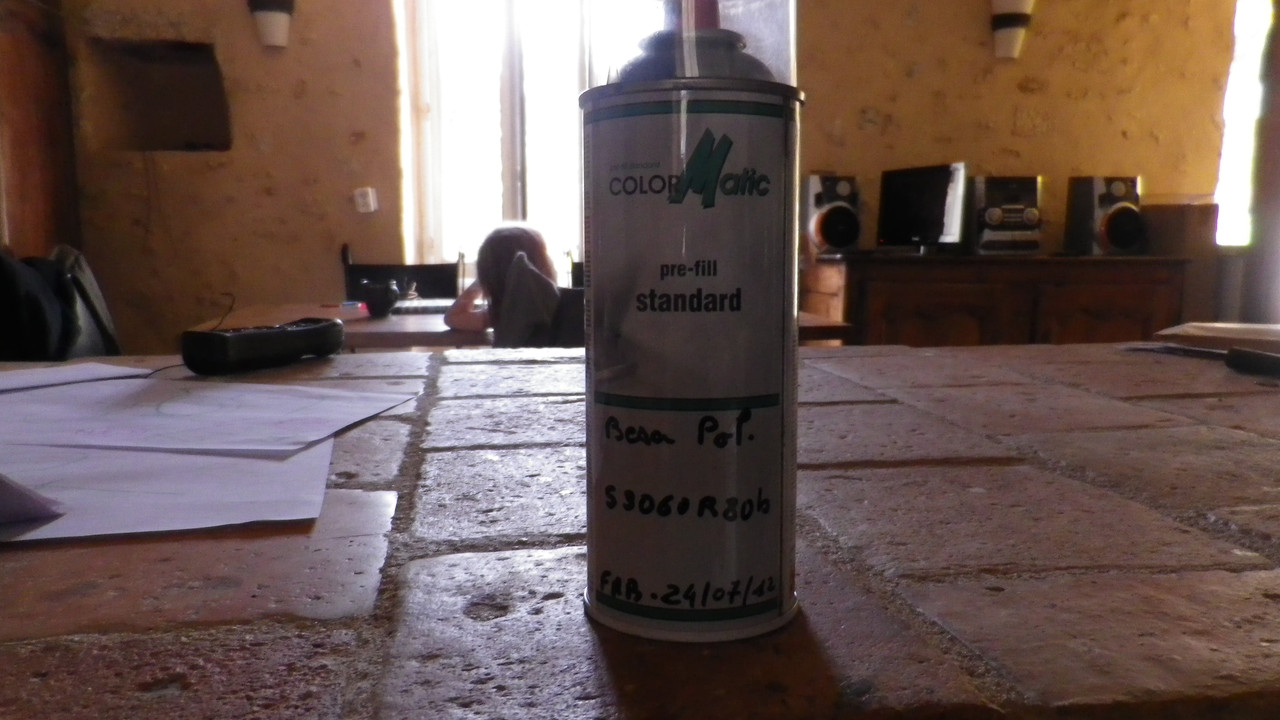 COLORMatic
pre-fill
standard
Besa Pol.
S3060R80b
FAB. 24/07/12